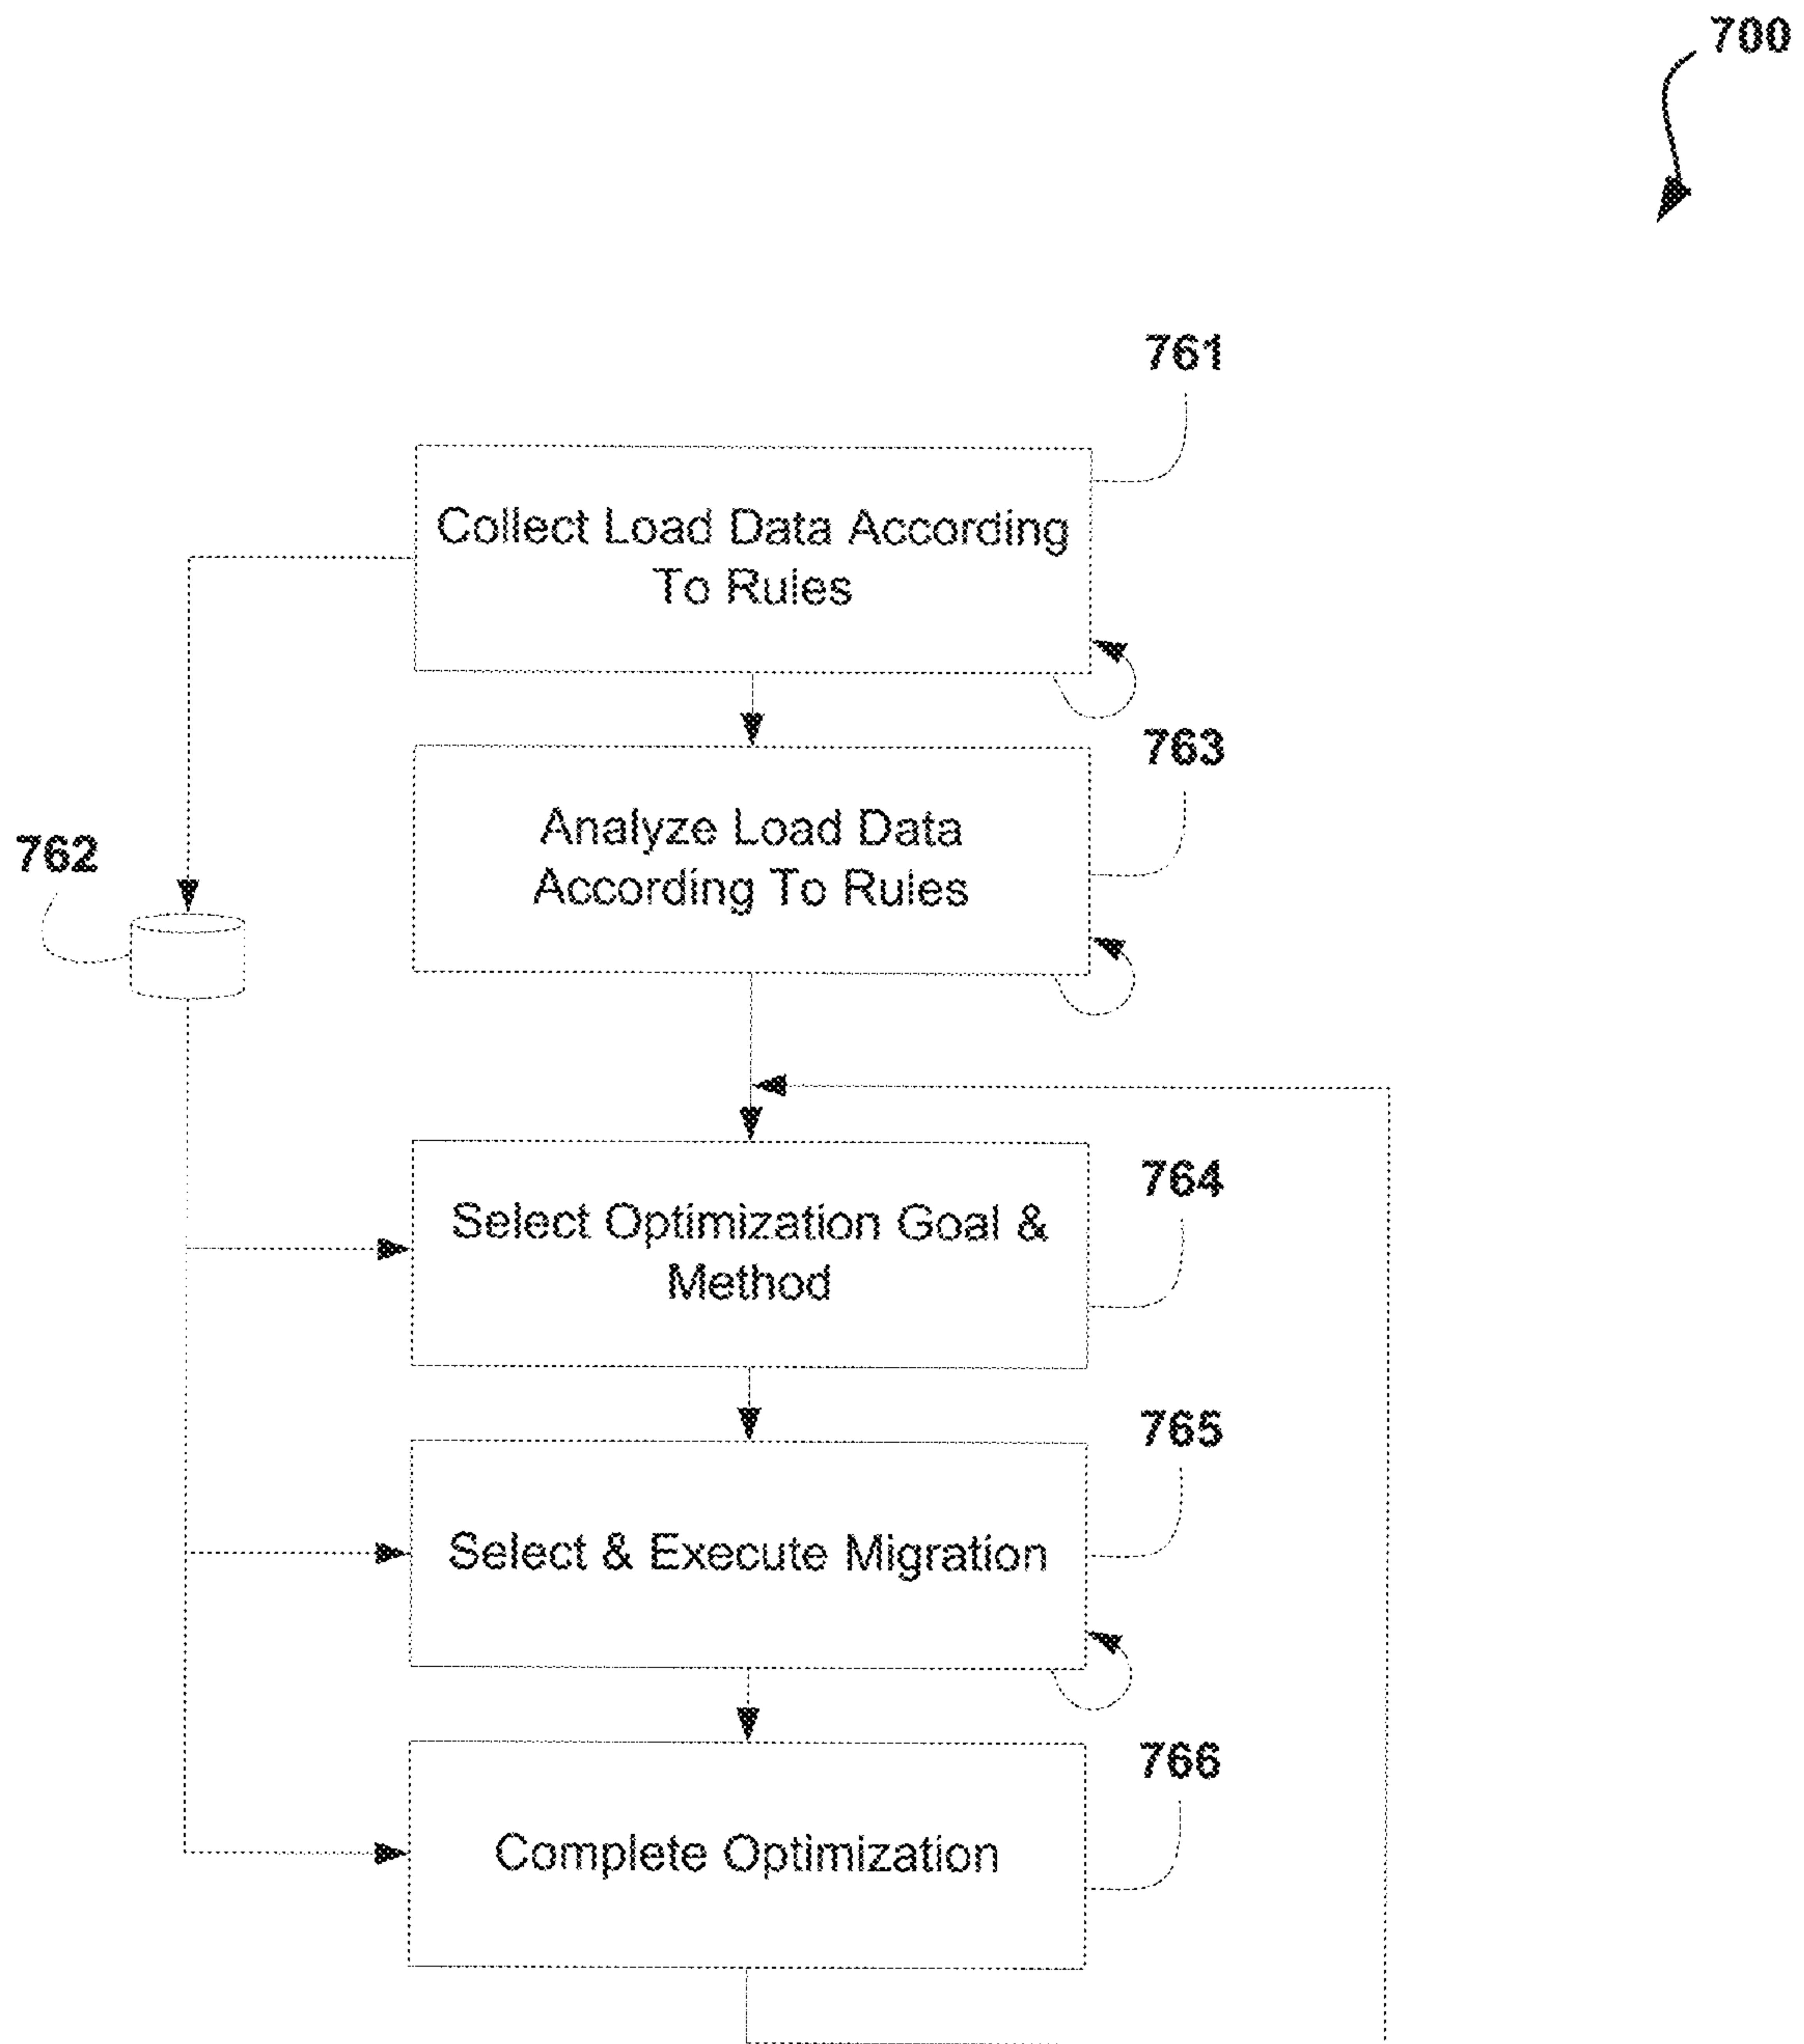 700
761
Collect Load Data According
To Rules
763
Analyze Load Data
According To Rules
762
764
Select Optimization Goal &
Method
765
Select & Execute Migration
766
Complete Optimization